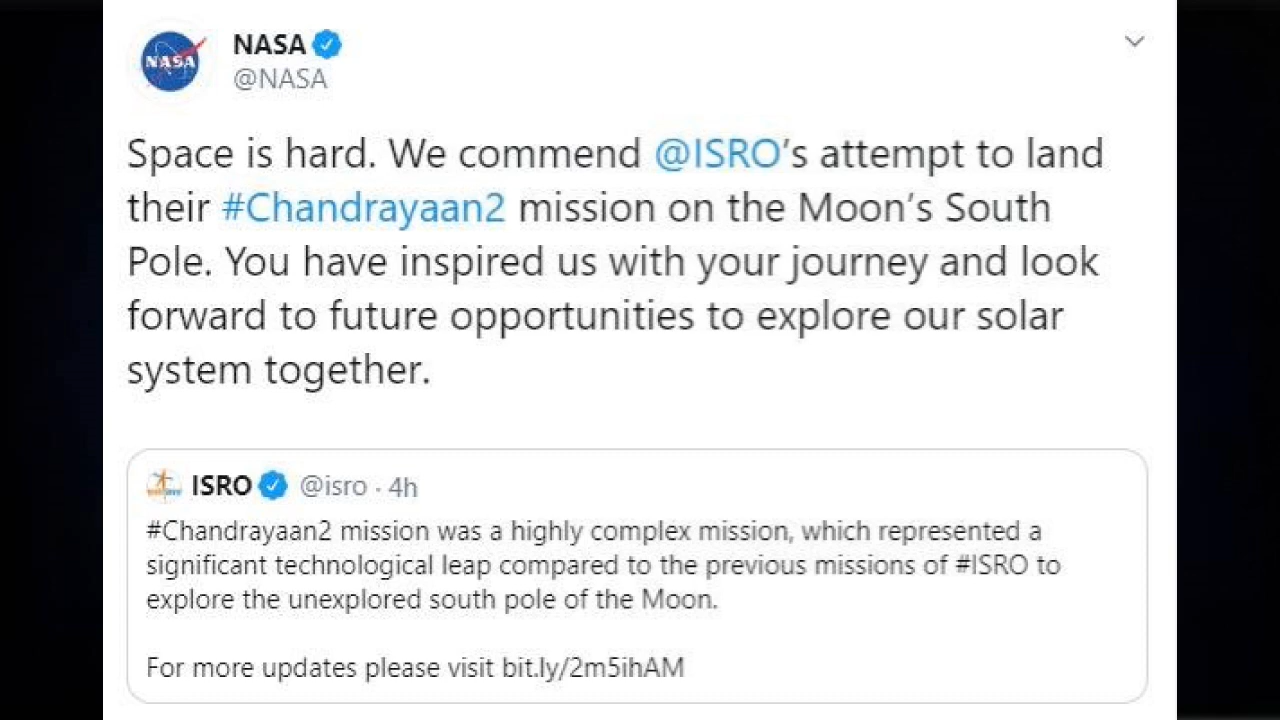 NASA
NASA
@NASA
Space is hard. We commend @ISRO’s attempt to land
their #Chandrayaan2 mission on the Moon’s South
Pole. You have inspired us with your journey and look
forward to future opportunities to explore our solar
system together.
ISRO @isro · 4h
#Chandrayaan2 mission was a highly complex mission, which represented a
significant technological leap compared to the previous missions of #ISRO to
explore the unexplored south pole of the Moon.
For more updates please visit bit.ly/2m5ihAM